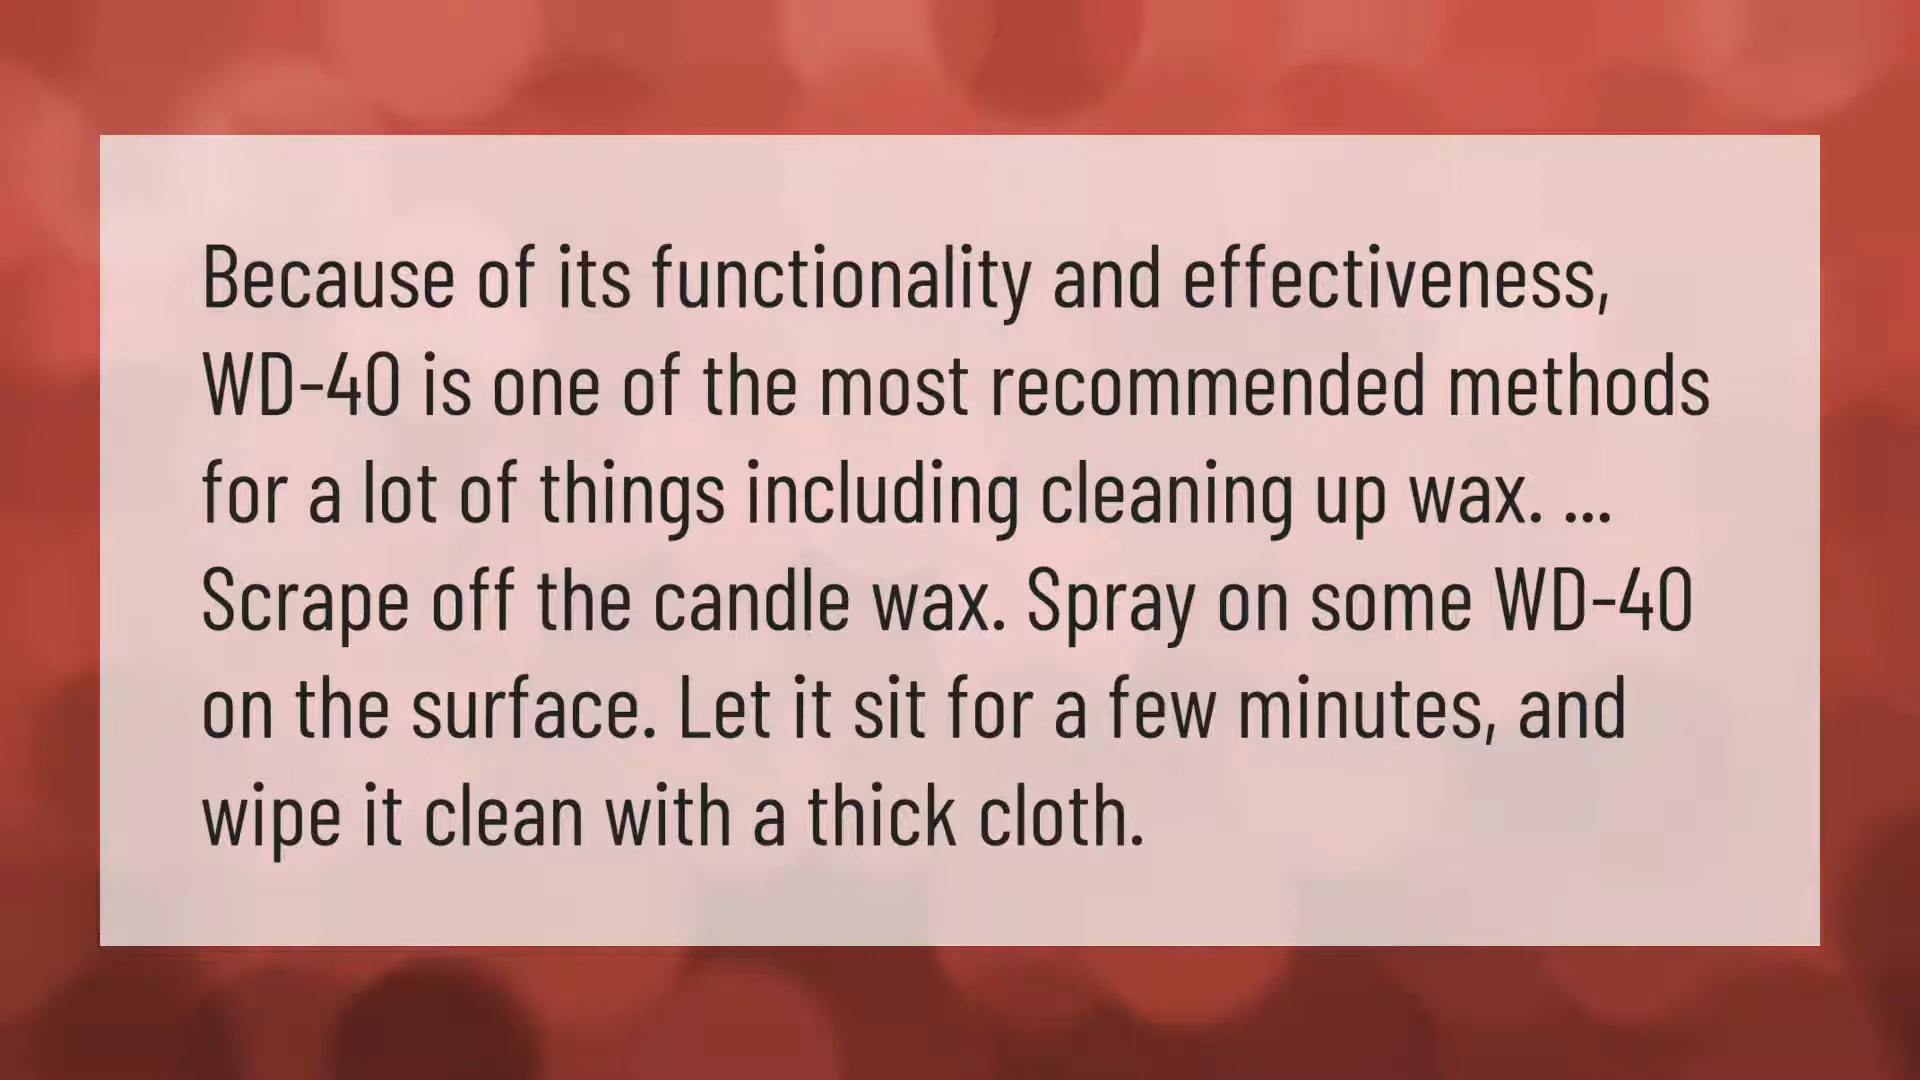 Because of its functionality and effectiveness,
WD-40 is one of the most recommended methods
for a lot of things including cleaning up wax. ...
Scrape off the candle wax. Spray on some WD-40
on the surface. Let it sit for a few minutes, and
wipe it clean with a thick cloth.